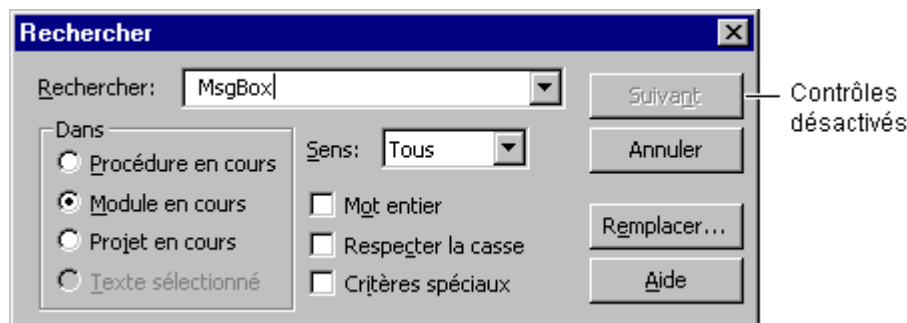 Rechercher
Rechercher: MsgBox
Suivant
Contrôles
désactivés
Dans
Procédure en cours
Module en cours
Projet en cours
Texte sélectionné
Sens: Tous
Mot entier
Respecter la casse
Critères spéciaux
Annuler
Remplacer...
Aide